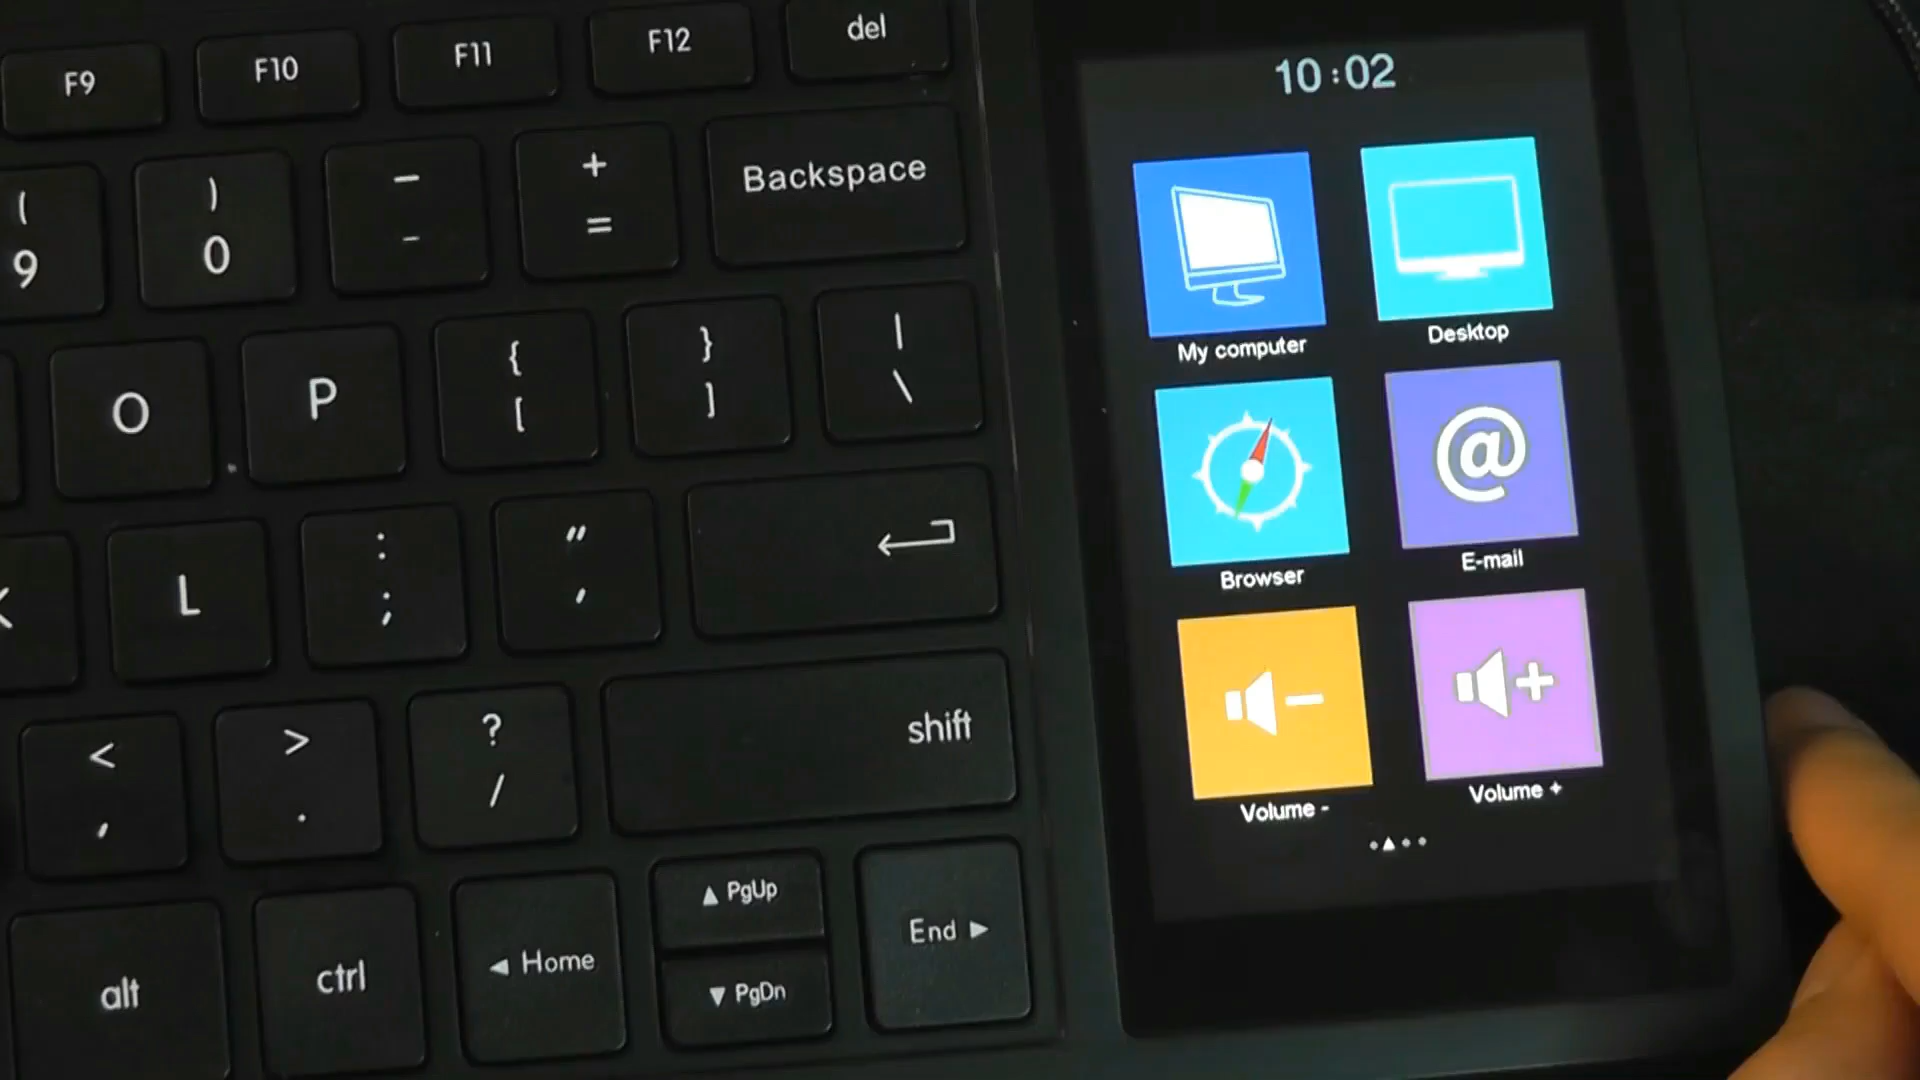 F9 F10 F11 F12 del
( ) — + Backspace
9 0 - =
O P { } |
[ ] \
L : "
; '
< > ? shift
, . /
alt ctrl ◄ Home ▲ PgUp End ►
▼ PgDn
10:02
My computer Desktop
Browser E-mail
@
Volume - Volume +